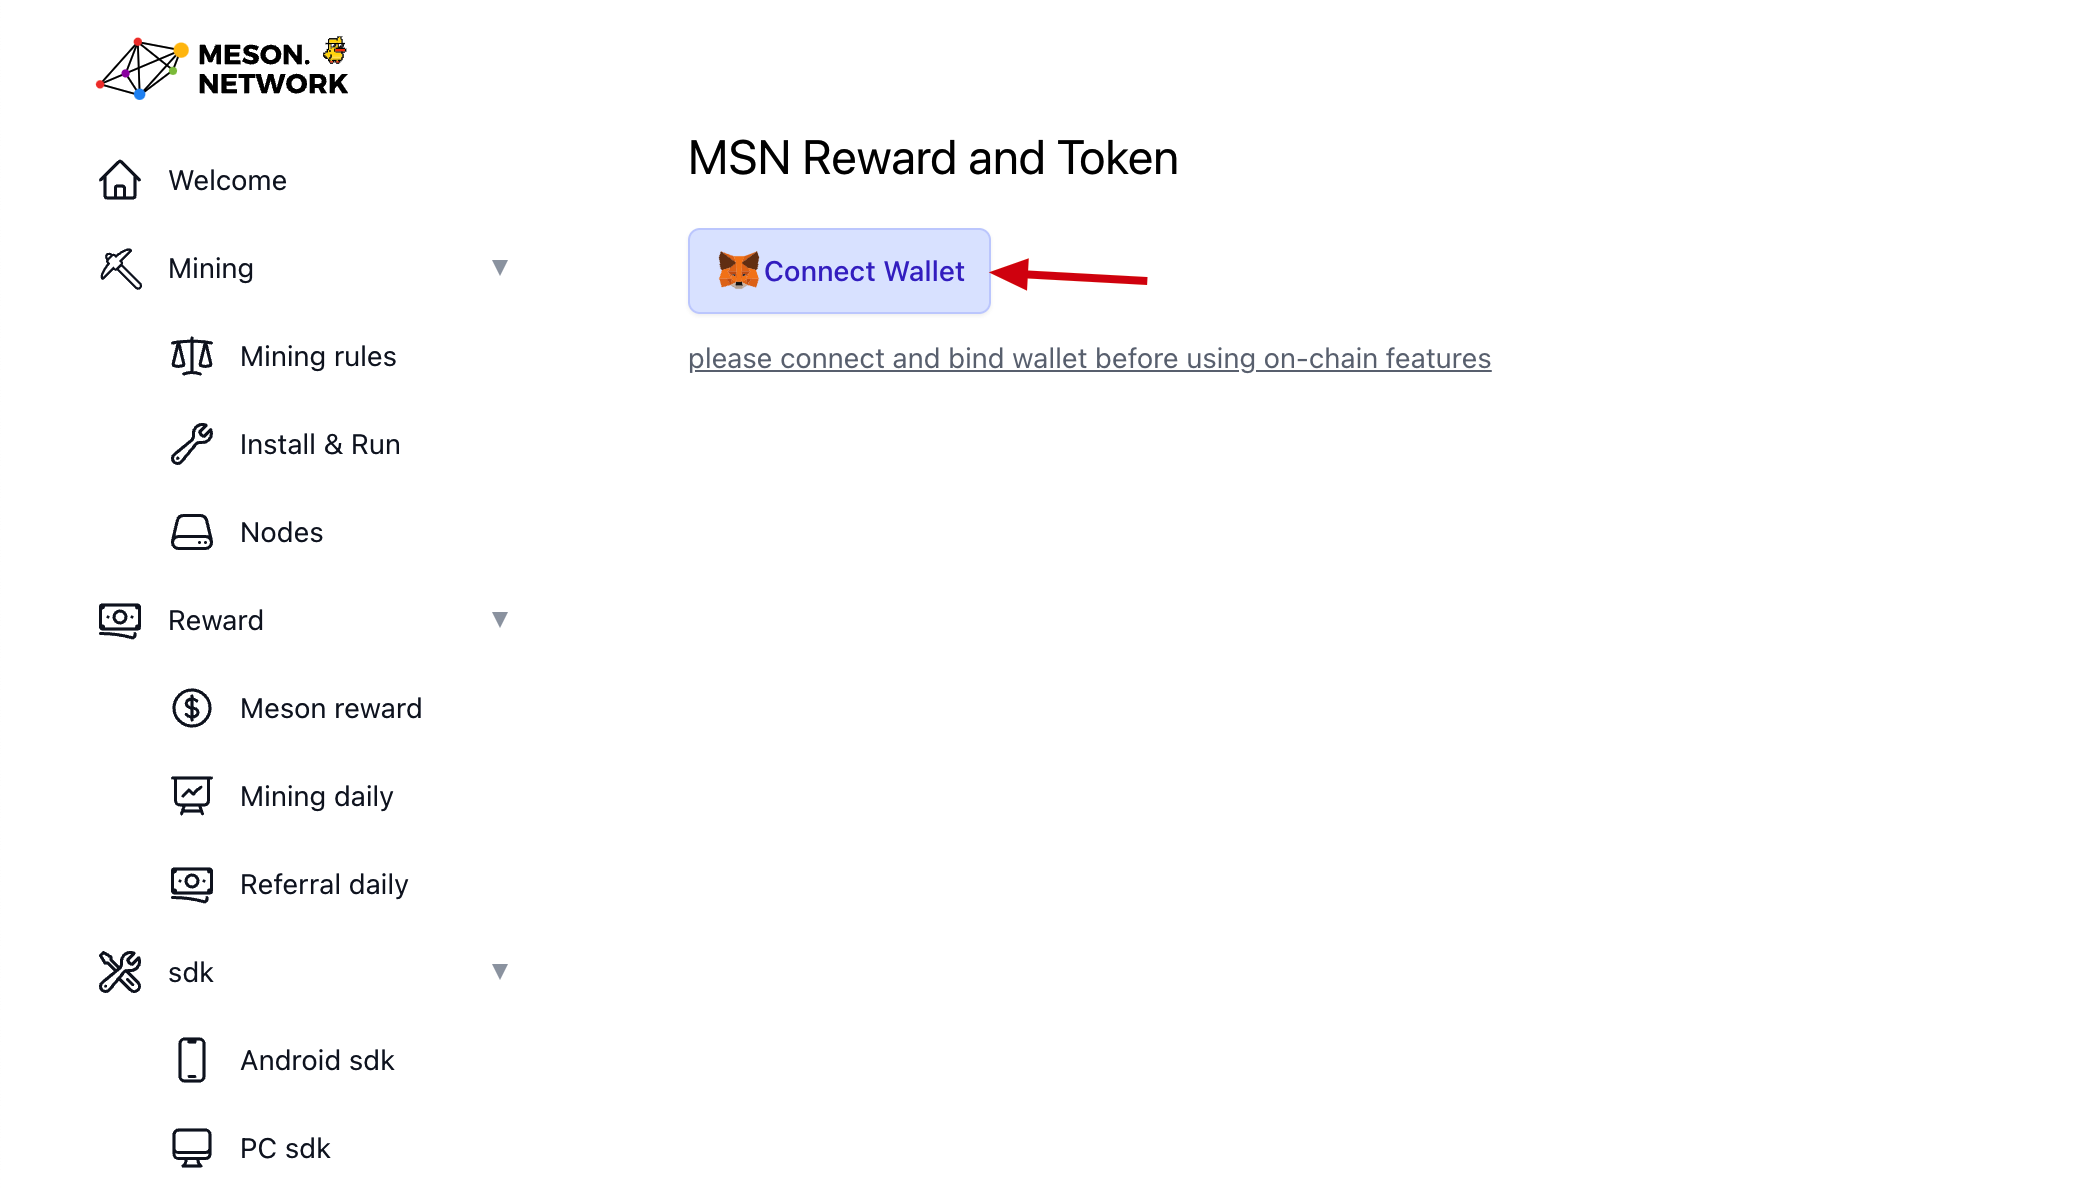 MESON.
NETWORK
Welcome
Mining
Mining rules
Install & Run
Nodes
Reward
Meson reward
Mining daily
Referral daily
sdk
Android sdk
PC sdk
MSN Reward and Token
Connect Wallet
please connect and bind wallet before using on-chain features